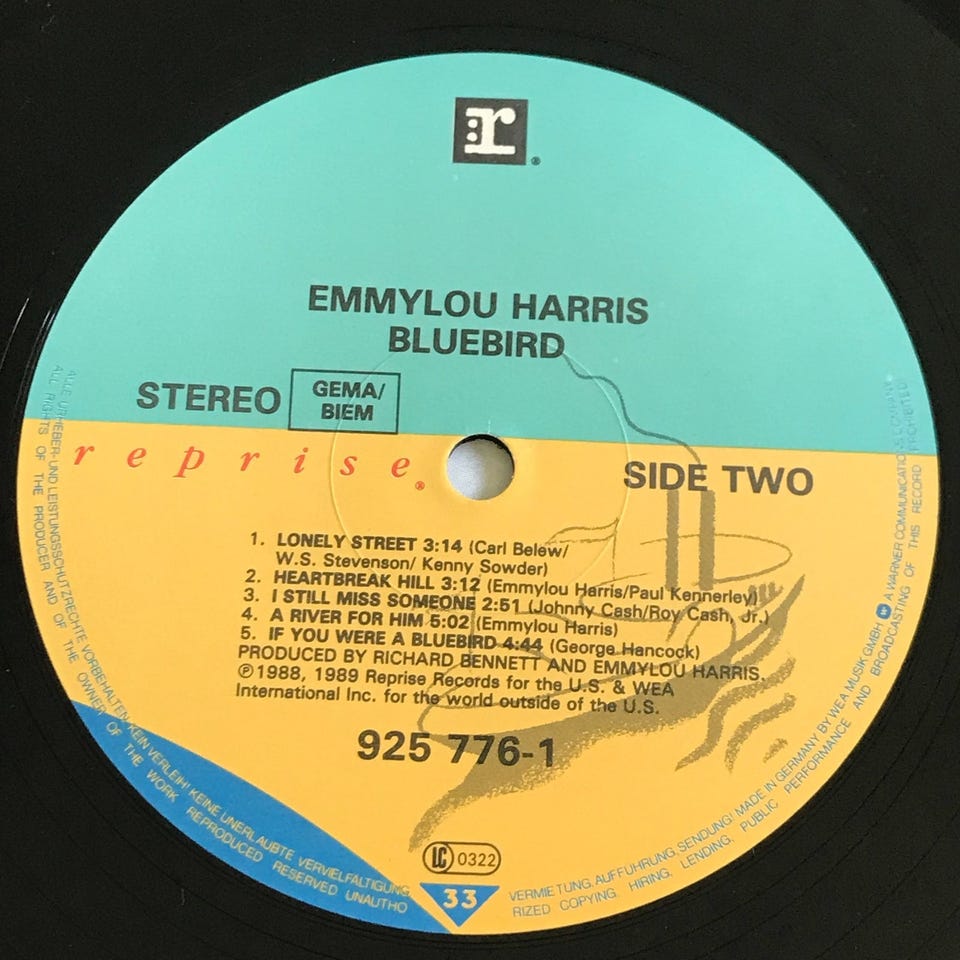 r
EMMYLOU HARRIS
BLUEBIRD
STEREO
GEMA/
BIEM
reprise®
SIDE TWO
1. LONELY STREET 3:14 (Carl Belew/
W.S. Stevenson/ Kenny Sowder)
2. HEARTBREAK HILL 3:12 (Emmylou Harris/Paul Kennerley)
3. I STILL MISS SOMEONE 2:51 (Johnny Cash/Roy Cash, Jr.)
4. A RIVER FOR HIM 5:02 (Emmylou Harris)
5. IF YOU WERE A BLUEBIRD 4:44 (George Hancock)
PRODUCED BY RICHARD BENNETT AND EMMYLOU HARRIS.
℗1988, 1989 Reprise Records for the U.S. & WEA
International Inc. for the world outside of the U.S.
925 776-1
LC 0322
33
ALLE URHEBER-UND LEISTUNGSSCHUTZRECHTE VORBEHALTEN. KEIN VERLEIH! KEINE UNERLAUBTE VERVIELFÄLTIGUNG
VERMIETUNG, AUFFÜHRUNG, SENDUNG! MADE IN GERMANY BY WEA MUSIK GMBH A WARNER COMMUNICATIONS COMPANY
ALL RIGHTS OF THE PRODUCER AND OF THE OWNER OF THE WORK REPRODUCED RESERVED UNAUTHO
RIZED COPYING, HIRING, LENDING, PUBLIC PERFORMANCE AND BROADCASTING OF THIS RECORD PROHIBITED!